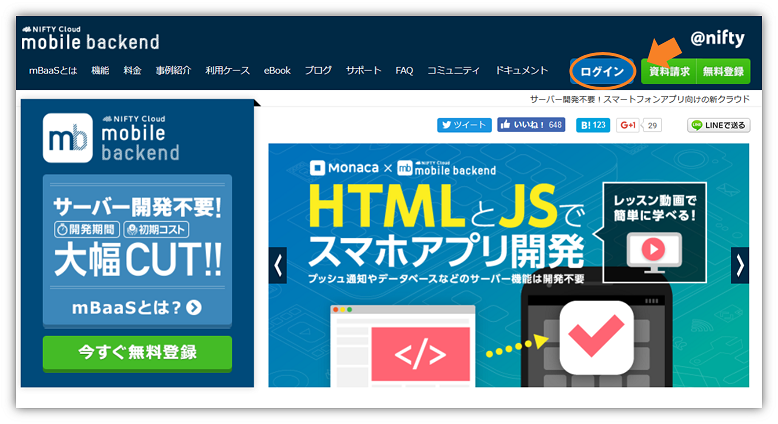 NIFTY Cloud
mobile backend
@nifty
mBaaSとは 機能 料金 事例紹介 利用ケース eBook ブログ サポート FAQ コミュニティ ドキュメント ログイン 資料請求 無料登録
サーバー開発不要！スマートフォンアプリ向けの新クラウド
ツイート いいね！ 648 B! 123 G+1 29 LINEで送る
mb
NIFTY Cloud
mobile
backend
サーバー開発不要!
開発期間 初期コスト
大幅CUT!!
mBaaSとは？
今すぐ無料登録
Monaca × mb NIFTY Cloud mobile backend
HTMLとJSで
スマホアプリ開発
プッシュ通知やデータベースなどのサーバー機能は開発不要
レッスン動画で
簡単に学べる!
</>